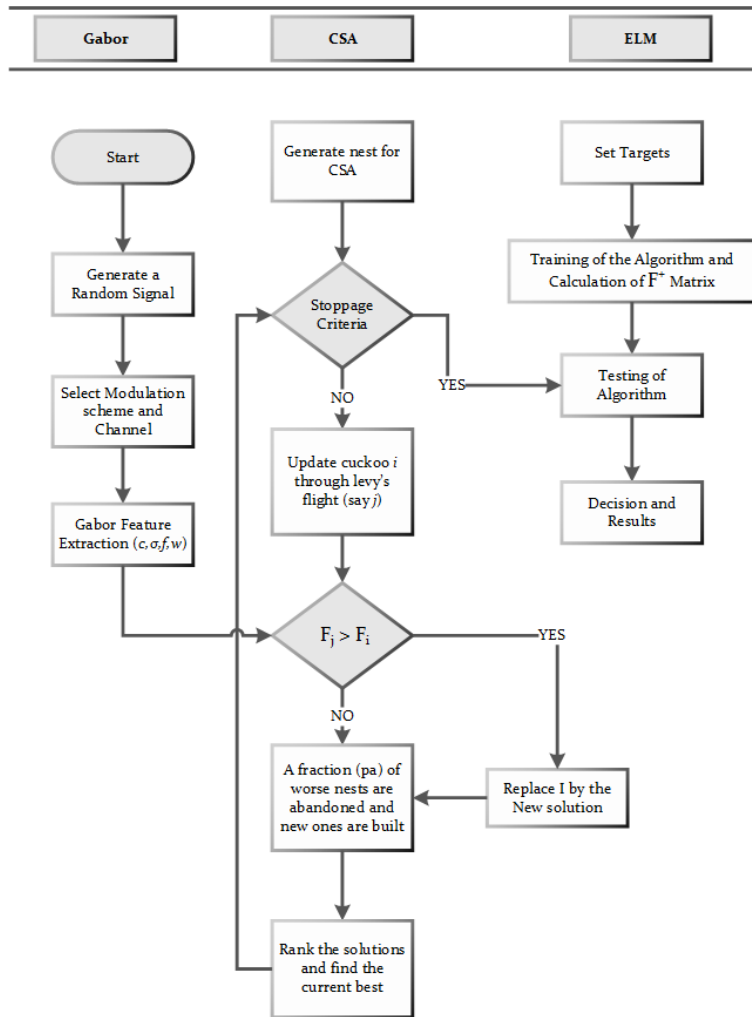 Gabor
CSA
ELM
Start
Generate a
Random Signal
Select Modulation
scheme and
Channel
Gabor Feature
Extraction (c,σ,f,w)
Generate nest for
CSA
Stoppage
Criteria
YES
NO
Update cuckoo i
through levy's
flight (say j)
Fj > Fi
YES
NO
A fraction (pa) of
worse nests are
abandoned and
new ones are built
Replace I by the
New solution
Rank the solutions
and find the
current best
Set Targets
Training of the Algorithm and
Calculation of F⁺ Matrix
Testing of
Algorithm
Decision and
Results